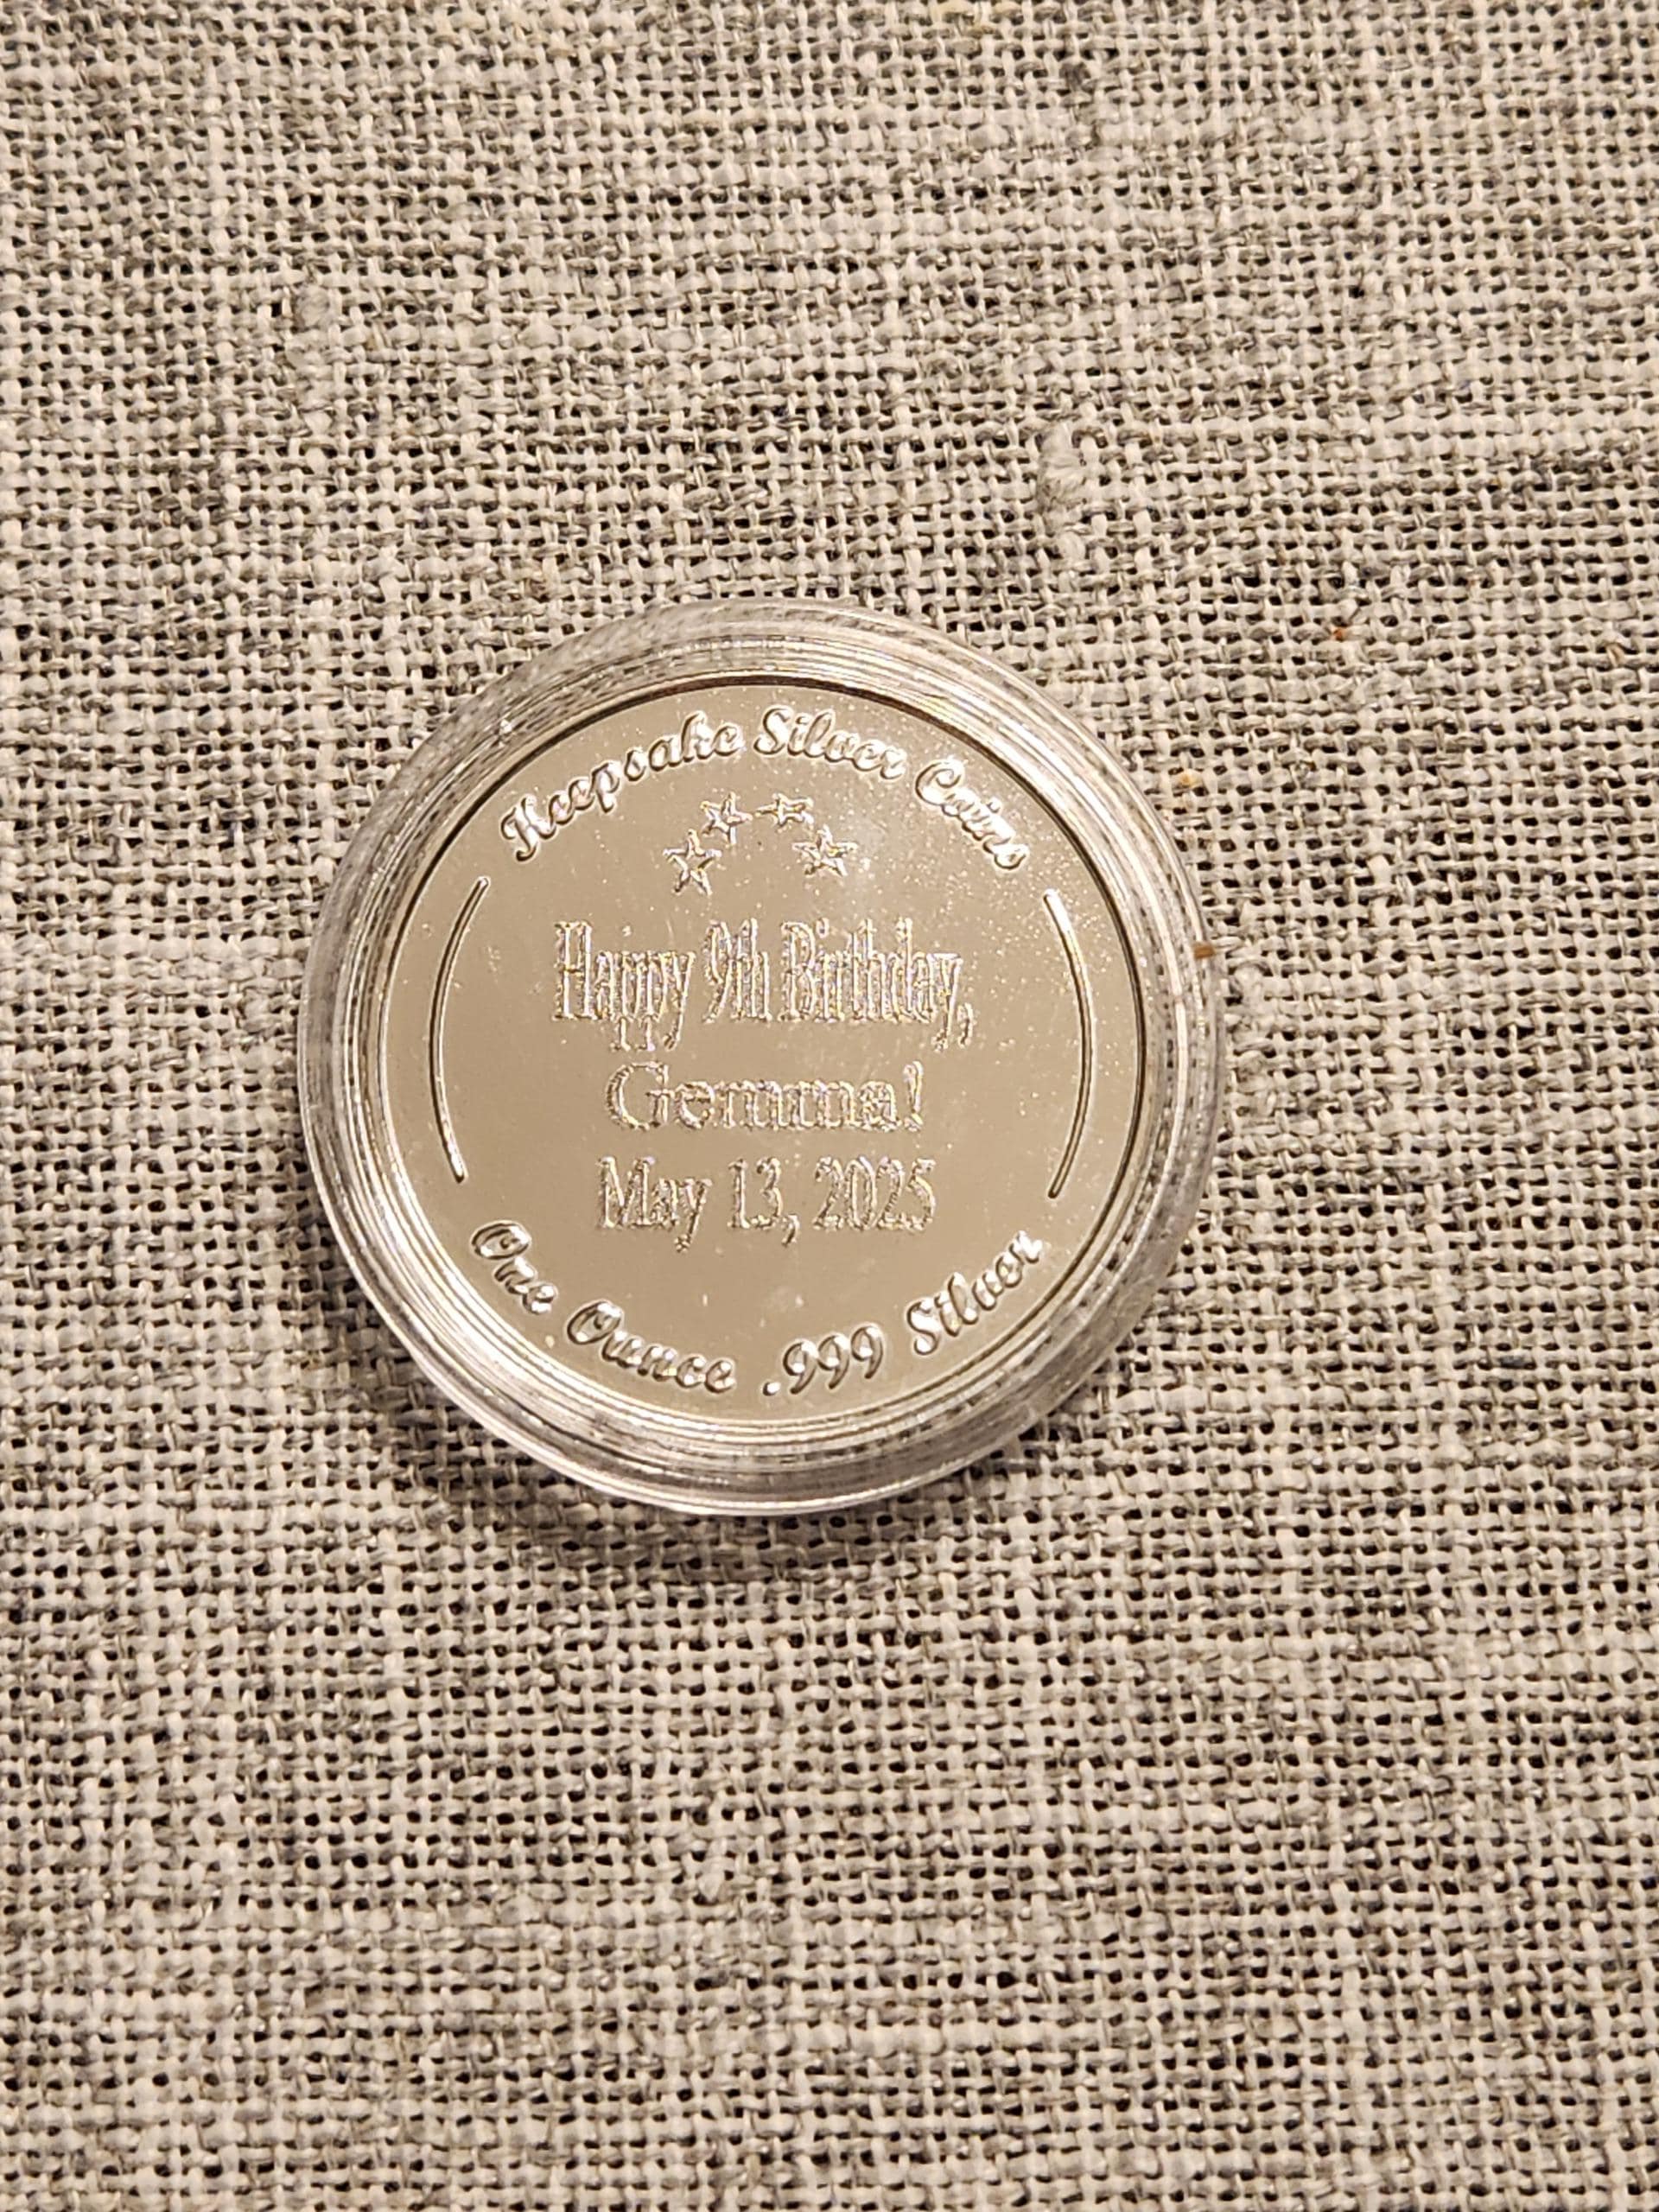 Keepsake Silver Coins
Happy 9th Birthday,
Gemma!
May 13, 2025
One Ounce .999 Silver